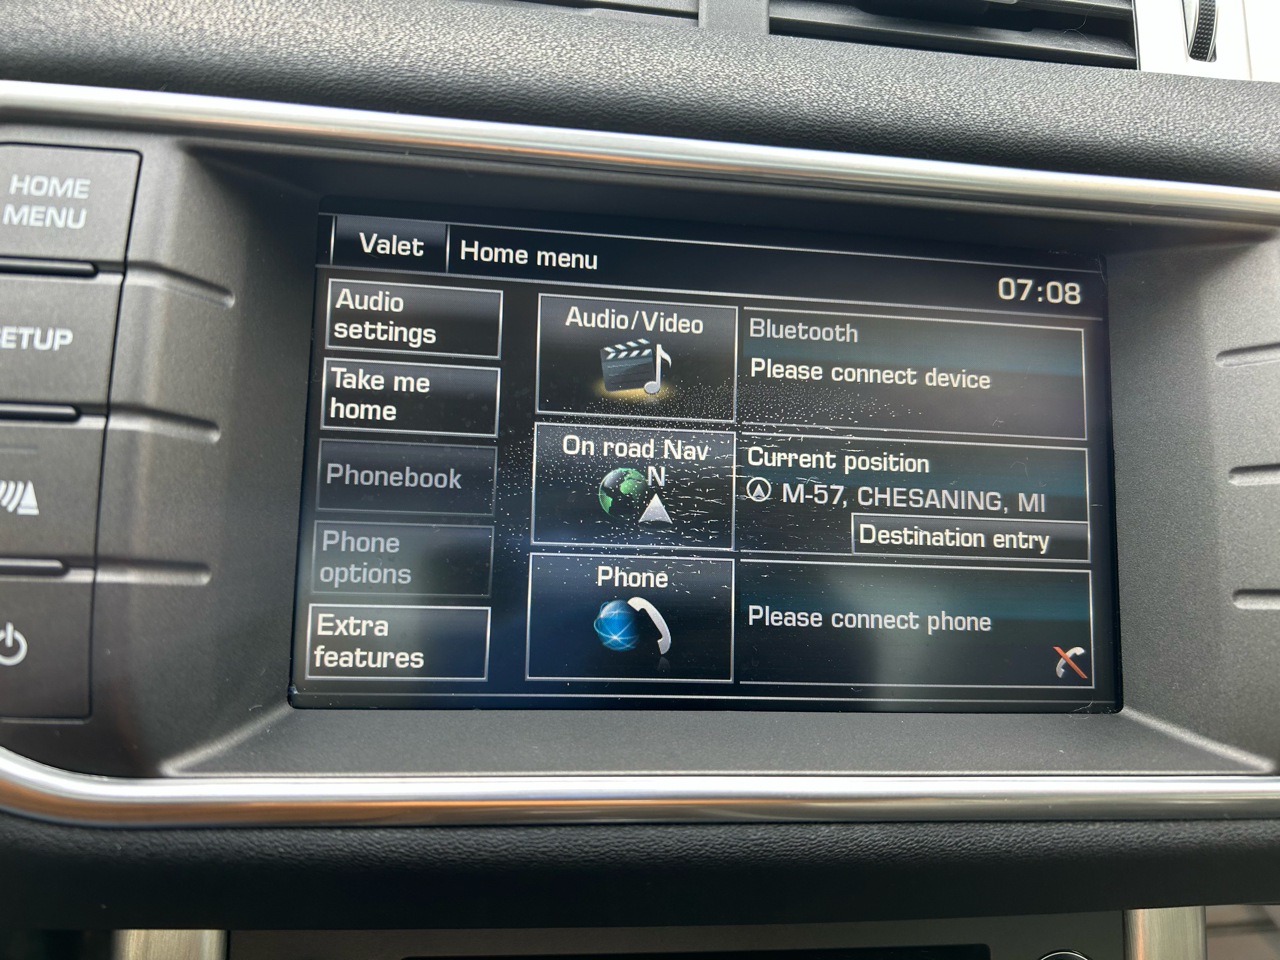 HOME
MENU
SETUP
Valet
Home menu
07:08
Audio
settings
Take me
home
Phonebook
Phone
options
Extra
features
Audio/Video
Bluetooth
Please connect device
On road Nav
N
Current position
M-57, CHESANING, MI
Destination entry
Phone
Please connect phone